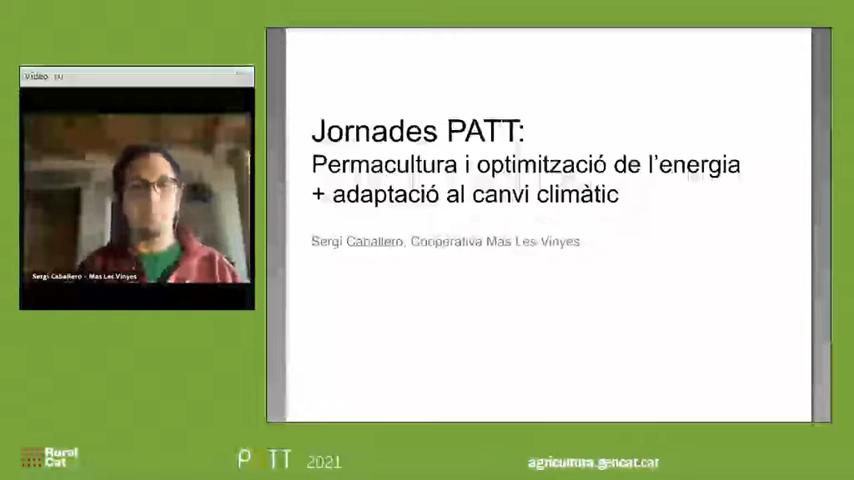 Vídeo
Jornades PATT:
Permacultura i optimització de l'energia
+ adaptació al canvi climàtic
Sergi Caballero, Cooperativa Mas Les Vinyes
Sergi Caballero - Mas Les Vinyes
Rural
Cat
PATT 2021
agricultura.gencat.cat